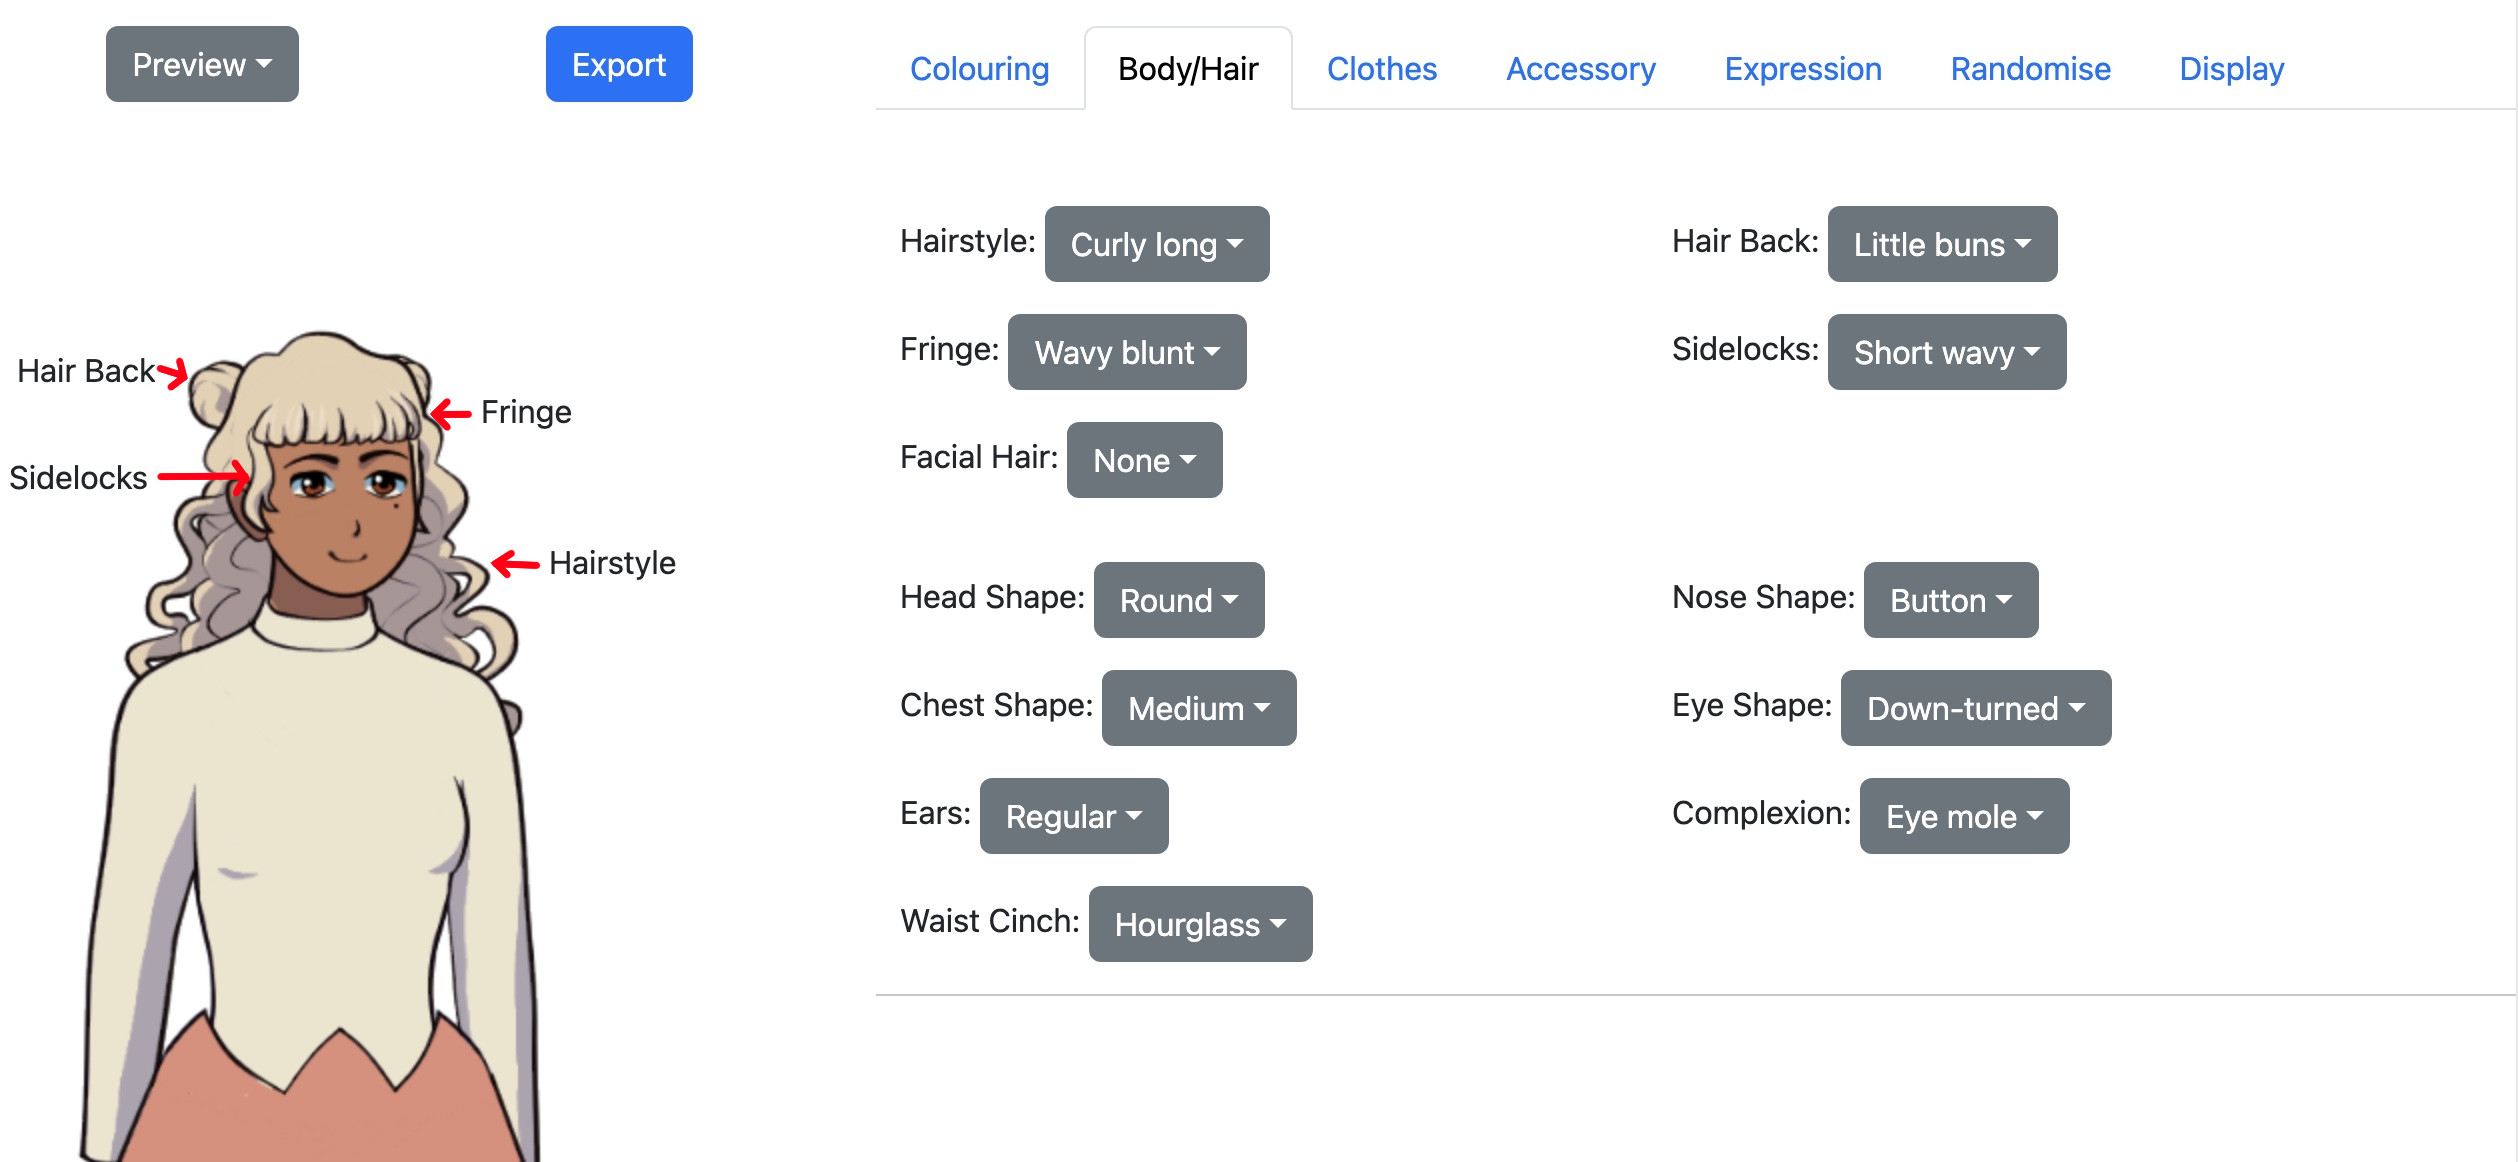 Preview
Export
Colouring
Body/Hair
Clothes
Accessory
Expression
Randomise
Display
Hair Back
Fringe
Sidelocks
Hairstyle
Hairstyle: Curly long
Hair Back: Little buns
Fringe: Wavy blunt
Sidelocks: Short wavy
Facial Hair: None
Head Shape: Round
Nose Shape: Button
Chest Shape: Medium
Eye Shape: Down-turned
Ears: Regular
Complexion: Eye mole
Waist Cinch: Hourglass